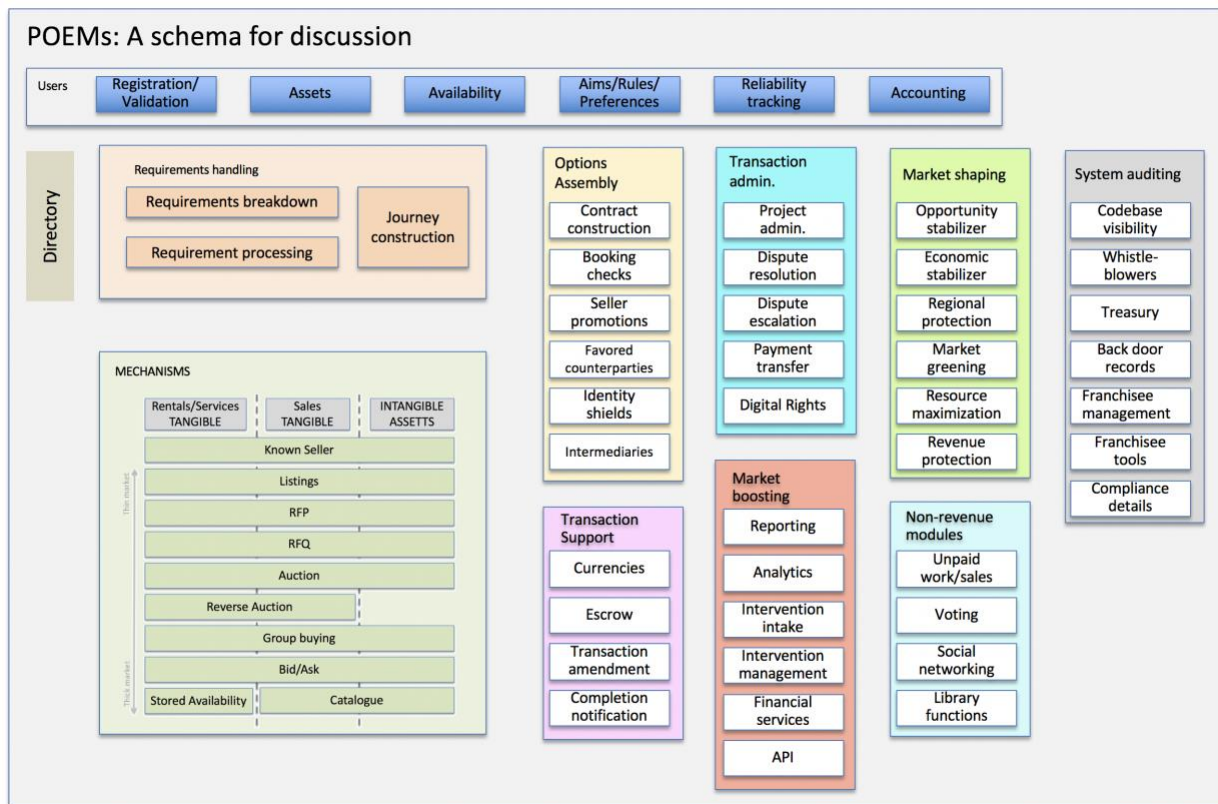 POEMs: A schema for discussion
Users
Registration/
Validation
Assets
Availability
Aims/Rules/
Preferences
Reliability
tracking
Accounting
Directory
Requirements handling
Requirements breakdown
Requirement processing
Journey
construction
MECHANISMS
Rentals/Services
TANGIBLE
Sales
TANGIBLE
INTANGIBLE
ASSETTS
Thin market
Thick market
Known Seller
Listings
RFP
RFQ
Auction
Reverse Auction
Group buying
Bid/Ask
Stored Availability
Catalogue
Options
Assembly
Contract
construction
Booking
checks
Seller
promotions
Favored
counterparties
Identity
shields
Intermediaries
Transaction
Support
Currencies
Escrow
Transaction
amendment
Completion
notification
Transaction
admin.
Project
admin.
Dispute
resolution
Dispute
escalation
Payment
transfer
Digital Rights
Market
boosting
Reporting
Analytics
Intervention
intake
Intervention
management
Financial
services
API
Market shaping
Opportunity
stabilizer
Economic
stabilizer
Regional
protection
Market
greening
Resource
maximization
Revenue
protection
Non-revenue
modules
Unpaid
work/sales
Voting
Social
networking
Library
functions
System auditing
Codebase
visibility
Whistle-
blowers
Treasury
Back door
records
Franchisee
management
Franchisee
tools
Compliance
details